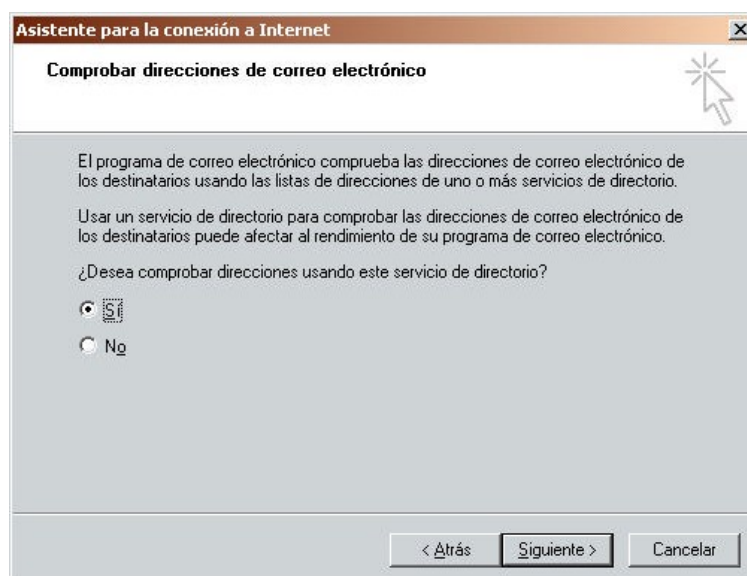 Asistente para la conexión a Internet
Comprobar direcciones de correo electrónico
El programa de correo electrónico comprueba las direcciones de correo electrónico de
los destinatarios usando las listas de direcciones de uno o más servicios de directorio.
Usar un servicio de directorio para comprobar las direcciones de correo electrónico de
los destinatarios puede afectar al rendimiento de su programa de correo electrónico.
¿Desea comprobar direcciones usando este servicio de directorio?
Sí
No
< Atrás Siguiente > Cancelar